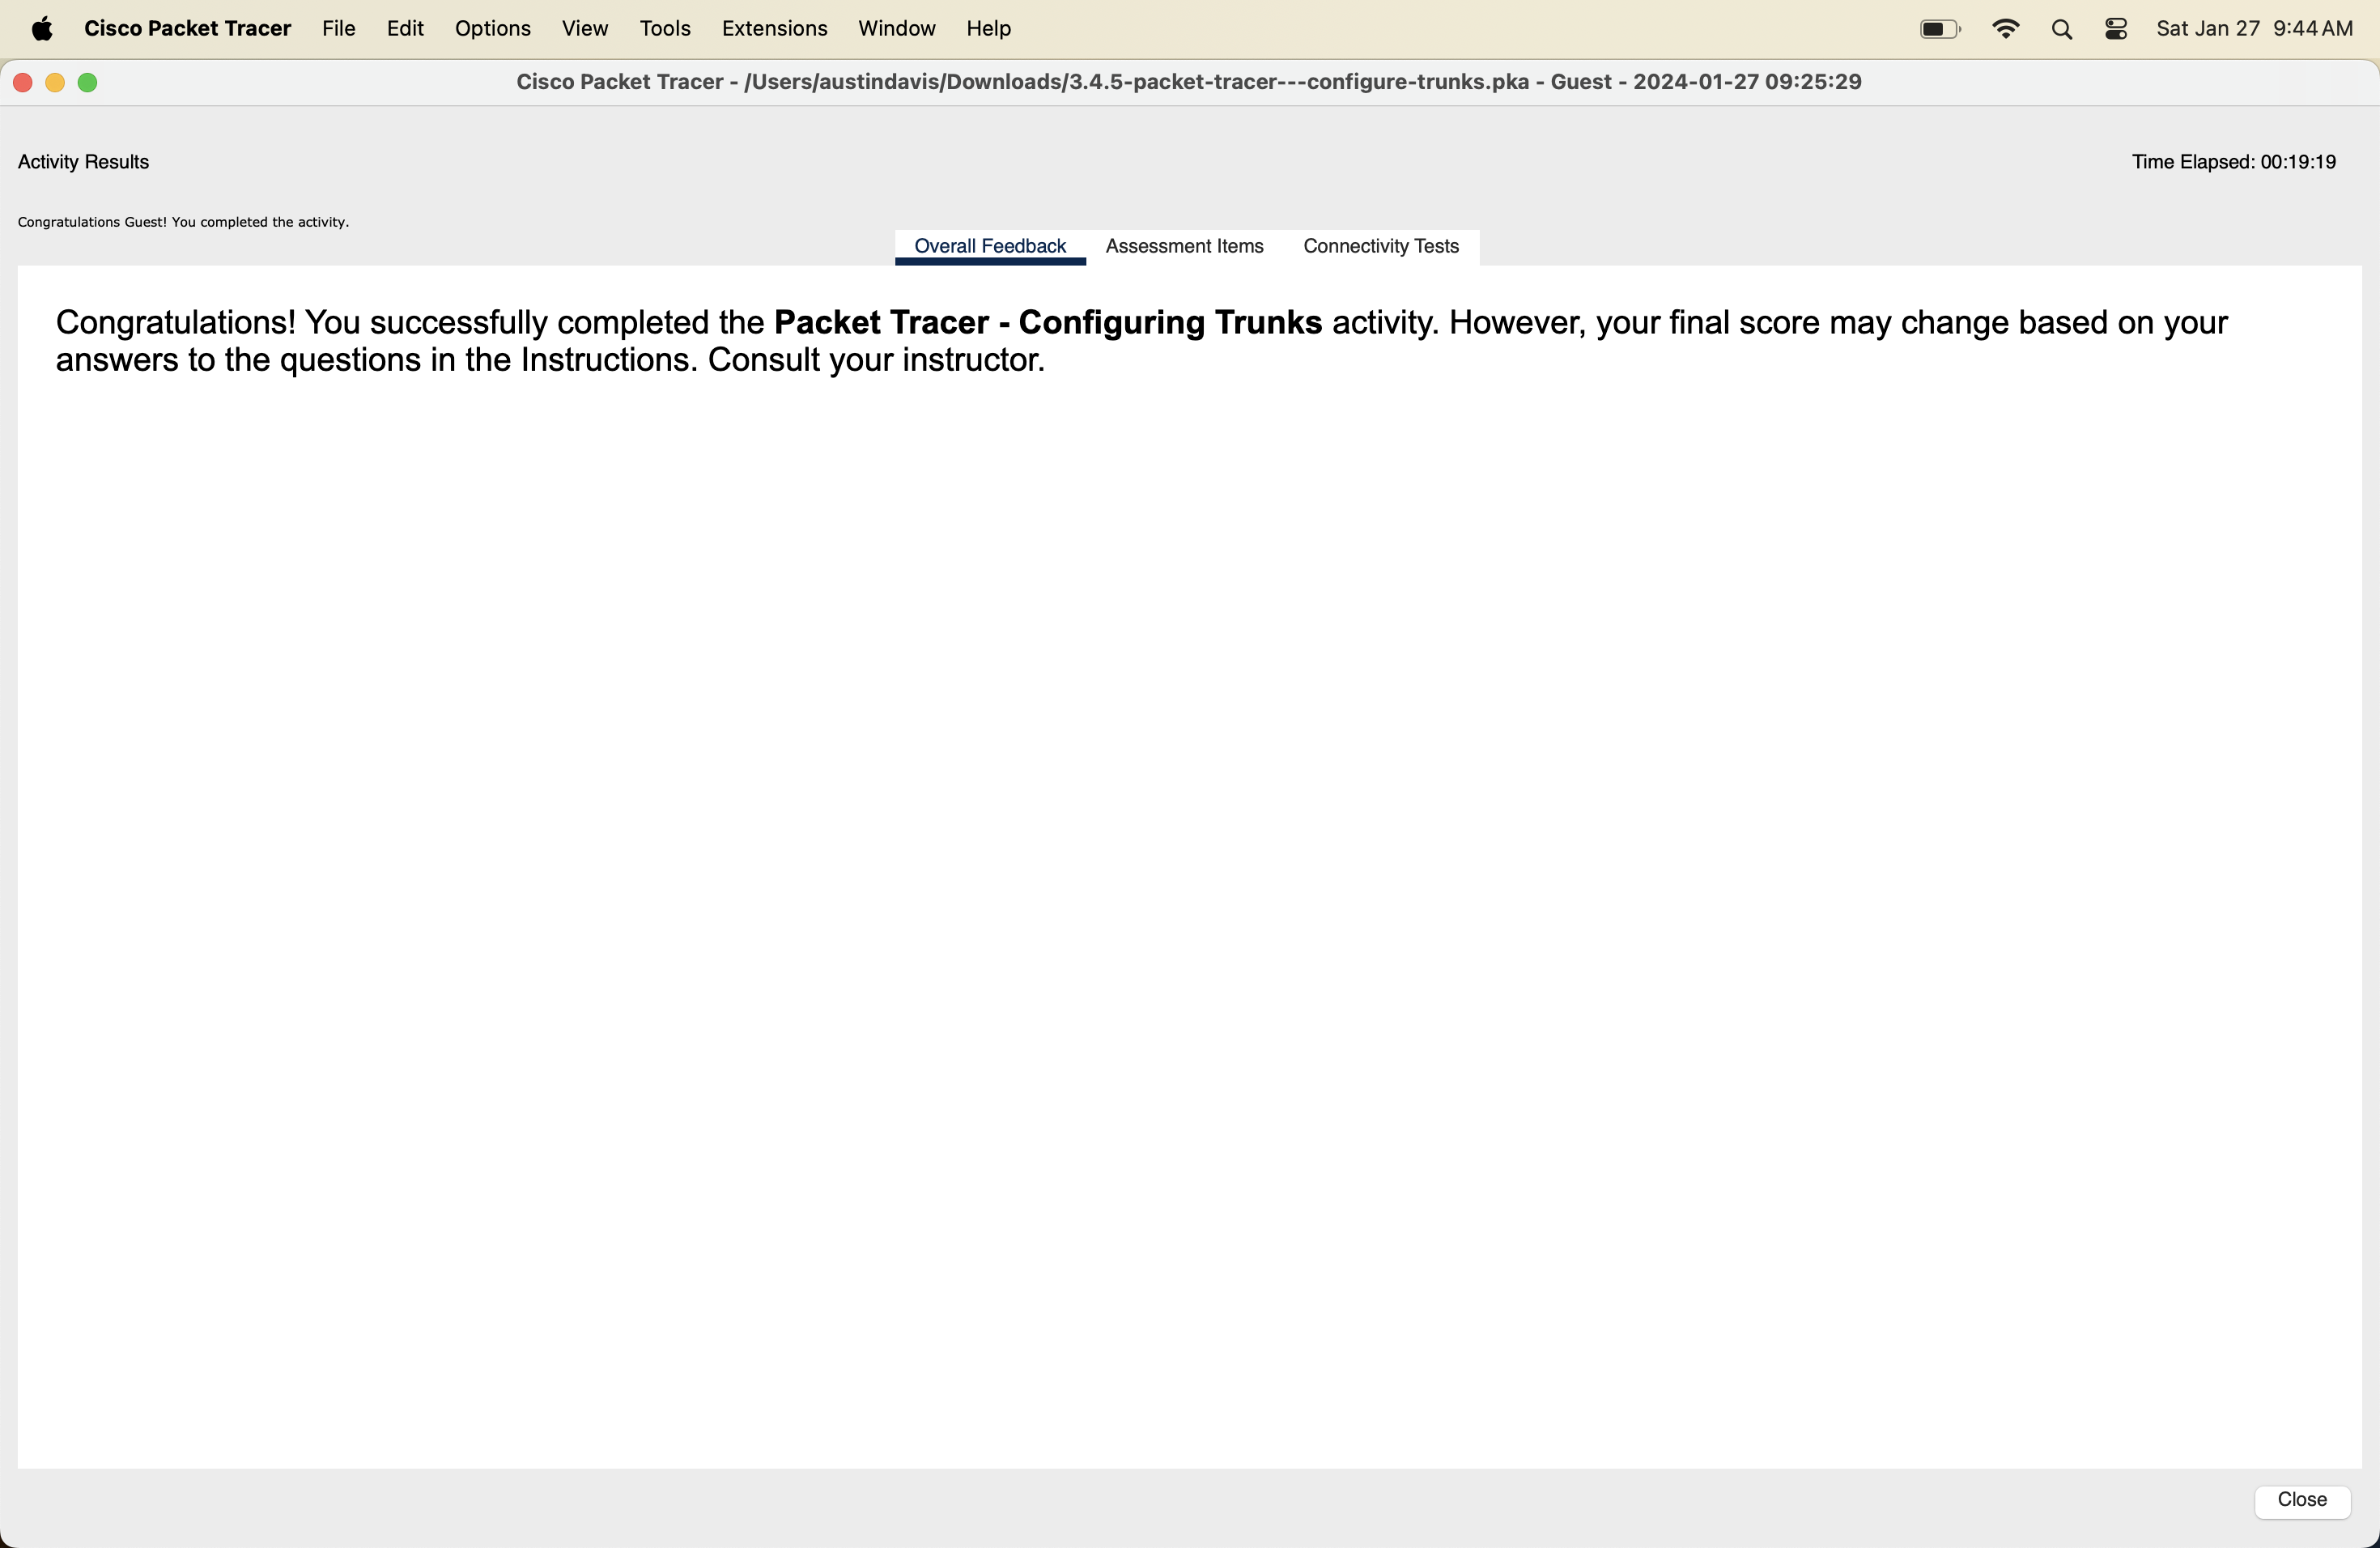 Cisco Packet Tracer File Edit Options View Tools Extensions Window Help Sat Jan 27 9:44 AM
Cisco Packet Tracer - /Users/austindavis/Downloads/3.4.5-packet-tracer---configure-trunks.pka - Guest - 2024-01-27 09:25:29
Activity Results Time Elapsed: 00:19:19
Congratulations Guest! You completed the activity.
Overall Feedback Assessment Items Connectivity Tests
Congratulations! You successfully completed the Packet Tracer - Configuring Trunks activity. However, your final score may change based on your
answers to the questions in the Instructions. Consult your instructor.
Close